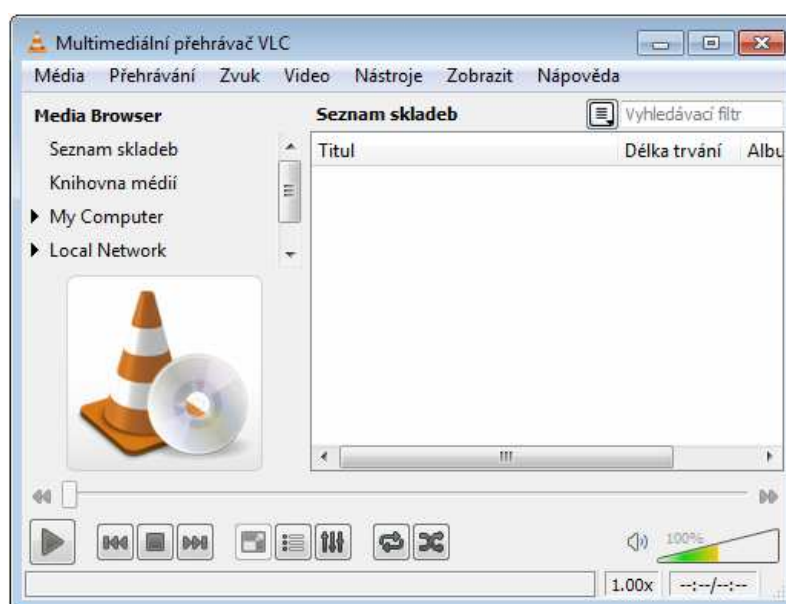 Multimediální přehrávač VLC
Média Přehrávání Zvuk Video Nástroje Zobrazit Nápověda
Media Browser
Seznam skladeb
Knihovna médií
My Computer
Local Network
Seznam skladeb
Vyhledávací filtr
Titul Délka trvání Albu
100%
1.00x --:--/--:--